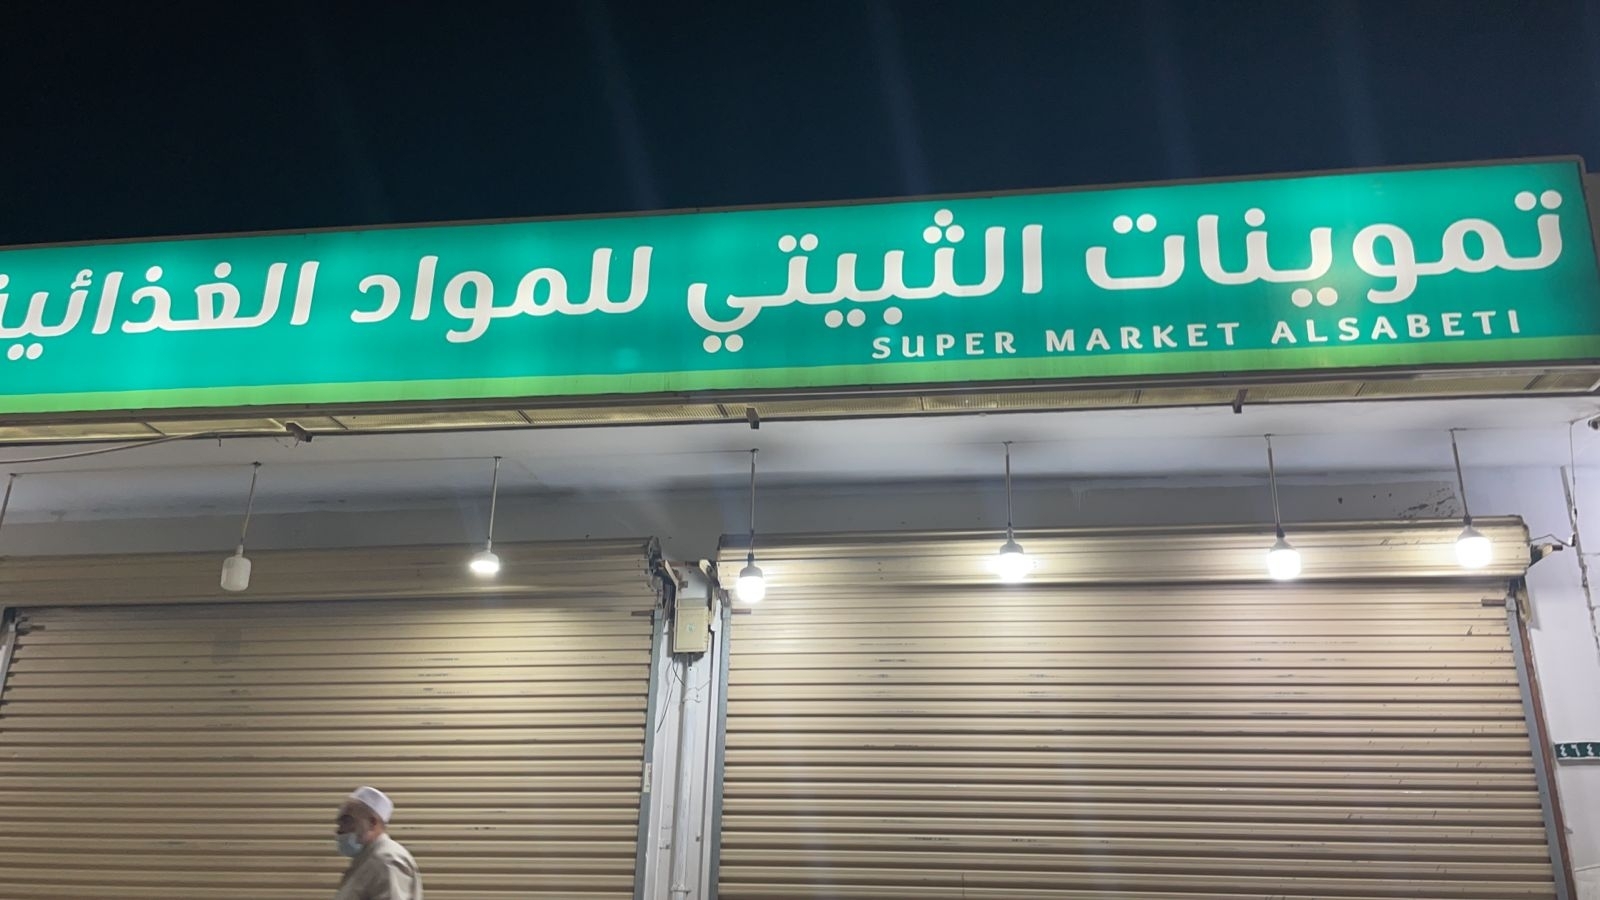 تموينات الثبيتي للمواد الغذائية
SUPER MARKET ALSABETI